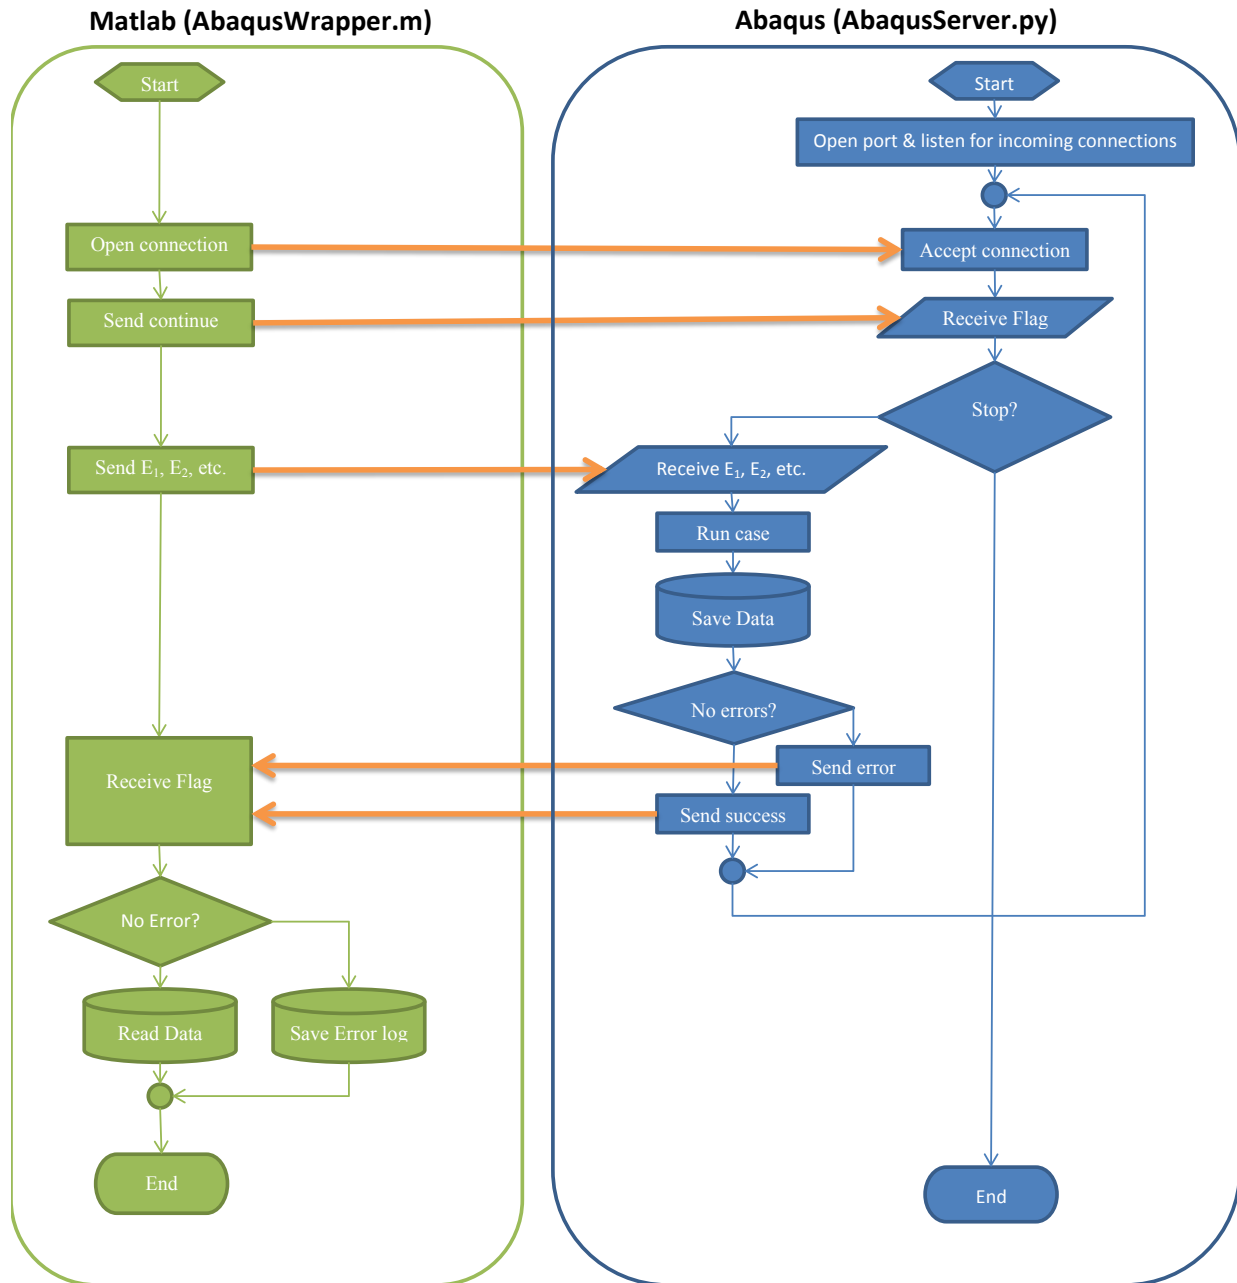 Matlab (AbaqusWrapper.m)
Start
Open connection
Send continue
Send E₁, E₂, etc.
Receive Flag
No Error?
Read Data
Save Error log
End
Abaqus (AbaqusServer.py)
Start
Open port & listen for incoming connections
Accept connection
Receive Flag
Stop?
Receive E₁, E₂, etc.
Run case
Save Data
No errors?
Send error
Send success
End